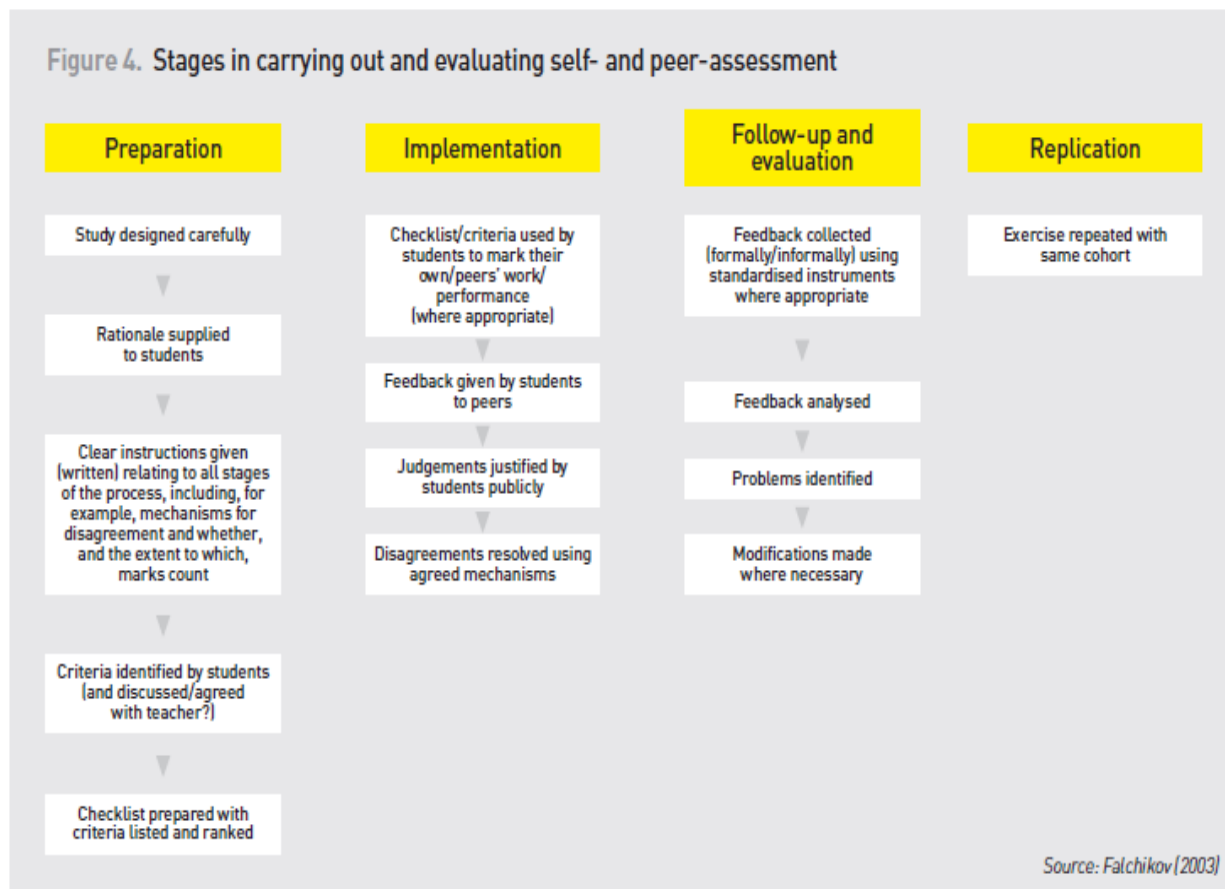 Figure 4. Stages in carrying out and evaluating self- and peer-assessment
Preparation
Study designed carefully
Rationale supplied
to students
Clear instructions given
(written) relating to all stages
of the process, including, for
example, mechanisms for
disagreement and whether,
and the extent to which,
marks count
Criteria identified by students
(and discussed/agreed
with teacher?)
Checklist prepared with
criteria listed and ranked
Implementation
Checklist/criteria used by
students to mark their
own/peers' work/
performance
(where appropriate)
Feedback given by students
to peers
Judgements justified by
students publicly
Disagreements resolved using
agreed mechanisms
Follow-up and
evaluation
Feedback collected
(formally/informally) using
standardised instruments
where appropriate
Feedback analysed
Problems identified
Modifications made
where necessary
Replication
Exercise repeated with
same cohort
Source: Falchikov (2003)